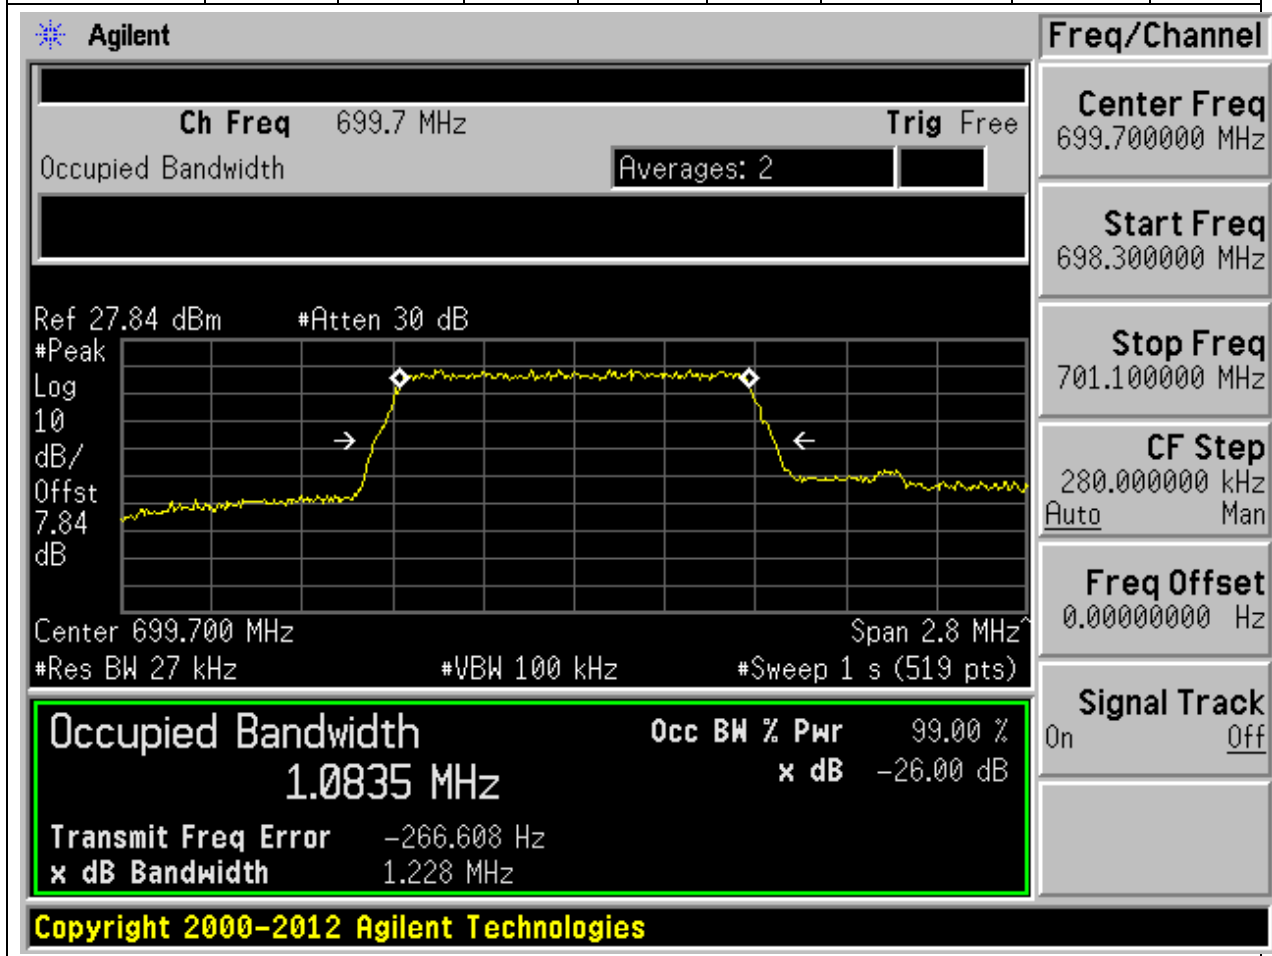 Agilent
Freq/Channel
Ch Freq 699.7 MHz Trig Free
Occupied Bandwidth Averages: 2
Center Freq
699.700000 MHz
Start Freq
698.300000 MHz
Stop Freq
701.100000 MHz
CF Step
280.000000 kHz
Auto Man
Freq Offset
0.00000000 Hz
Signal Track
On Off
Ref 27.84 dBm #Atten 30 dB
#Peak
Log
10
dB/
Offst
7.84
dB
Center 699.700 MHz Span 2.8 MHz^
#Res BW 27 kHz #VBW 100 kHz #Sweep 1 s (519 pts)
Occupied Bandwidth Occ BW % Pwr 99.00 %
1.0835 MHz x dB -26.00 dB
Transmit Freq Error -266.608 Hz
x dB Bandwidth 1.228 MHz
Copyright 2000-2012 Agilent Technologies